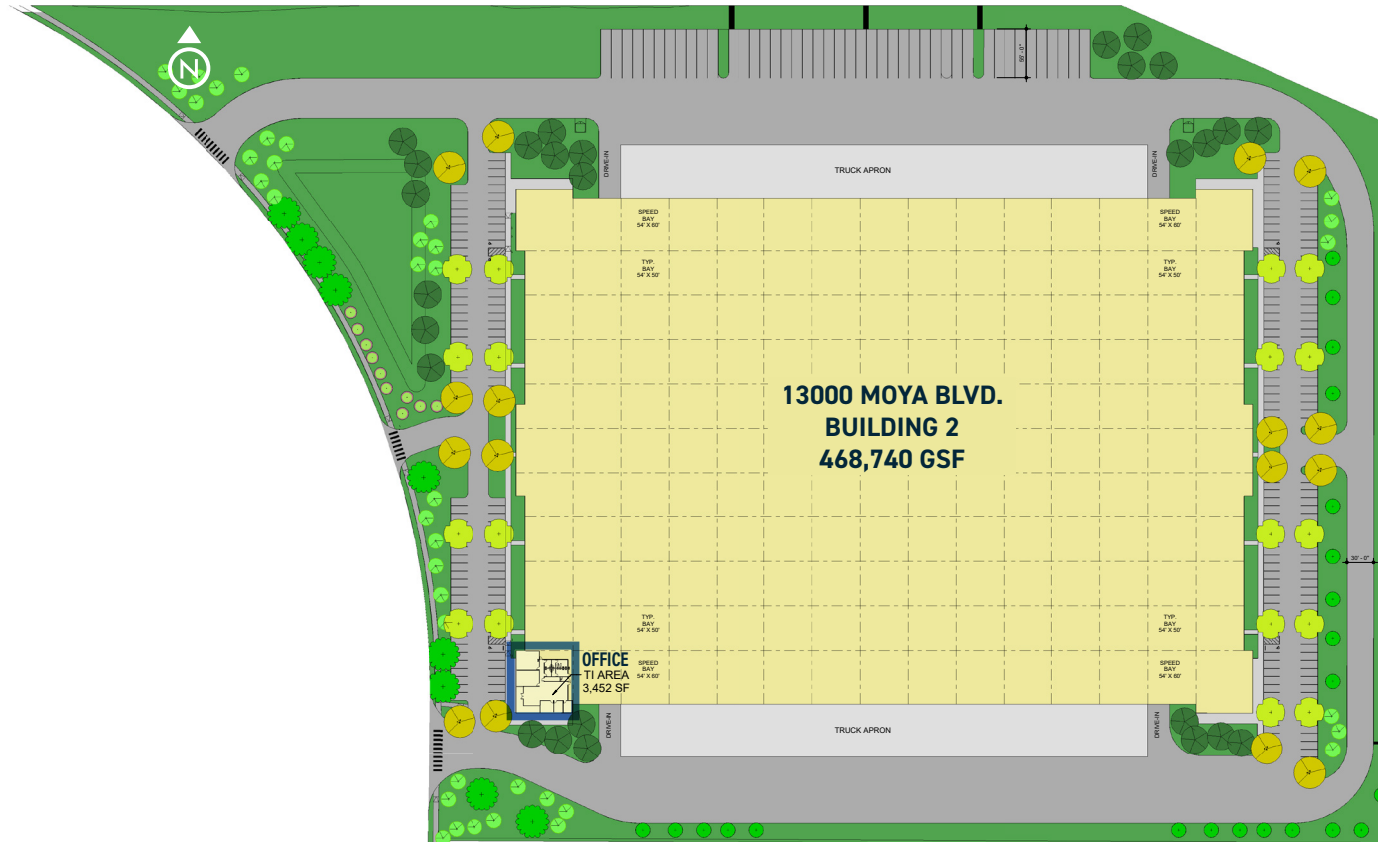 N
55' - 0"
DRIVE-IN
TRUCK APRON
DRIVE-IN
SPEED
BAY
54' X 60'
SPEED
BAY
54' X 60'
TYP.
BAY
54' X 50'
TYP.
BAY
54' X 50'
13000 MOYA BLVD.
BUILDING 2
468,740 GSF
30' - 0"
TYP.
BAY
54' X 50'
TYP.
BAY
54' X 50'
OFFICE
TI AREA
3,452 SF
SPEED
BAY
54' X 60'
SPEED
BAY
54' X 60'
DRIVE-IN
TRUCK APRON
DRIVE-IN